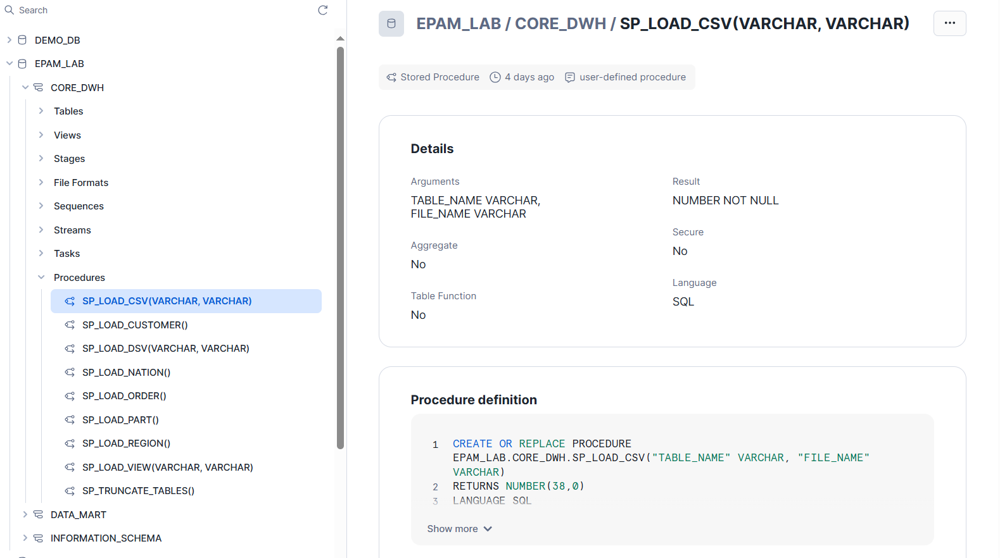 Search
DEMO_DB
EPAM_LAB
CORE_DWH
Tables
Views
Stages
File Formats
Sequences
Streams
Tasks
Procedures
SP_LOAD_CSV(VARCHAR, VARCHAR)
SP_LOAD_CUSTOMER()
SP_LOAD_DSV(VARCHAR, VARCHAR)
SP_LOAD_NATION()
SP_LOAD_ORDER()
SP_LOAD_PART()
SP_LOAD_REGION()
SP_LOAD_VIEW(VARCHAR, VARCHAR)
SP_TRUNCATE_TABLES()
DATA_MART
INFORMATION_SCHEMA
EPAM_LAB / CORE_DWH / SP_LOAD_CSV(VARCHAR, VARCHAR)
Stored Procedure 4 days ago user-defined procedure
Details
Arguments
TABLE_NAME VARCHAR,
FILE_NAME VARCHAR
Aggregate
No
Table Function
No
Result
NUMBER NOT NULL
Secure
No
Language
SQL
Procedure definition
1 CREATE OR REPLACE PROCEDURE
EPAM_LAB.CORE_DWH.SP_LOAD_CSV("TABLE_NAME" VARCHAR, "FILE_NAME"
VARCHAR)
2 RETURNS NUMBER(38,0)
3 LANGUAGE SQL
Show more